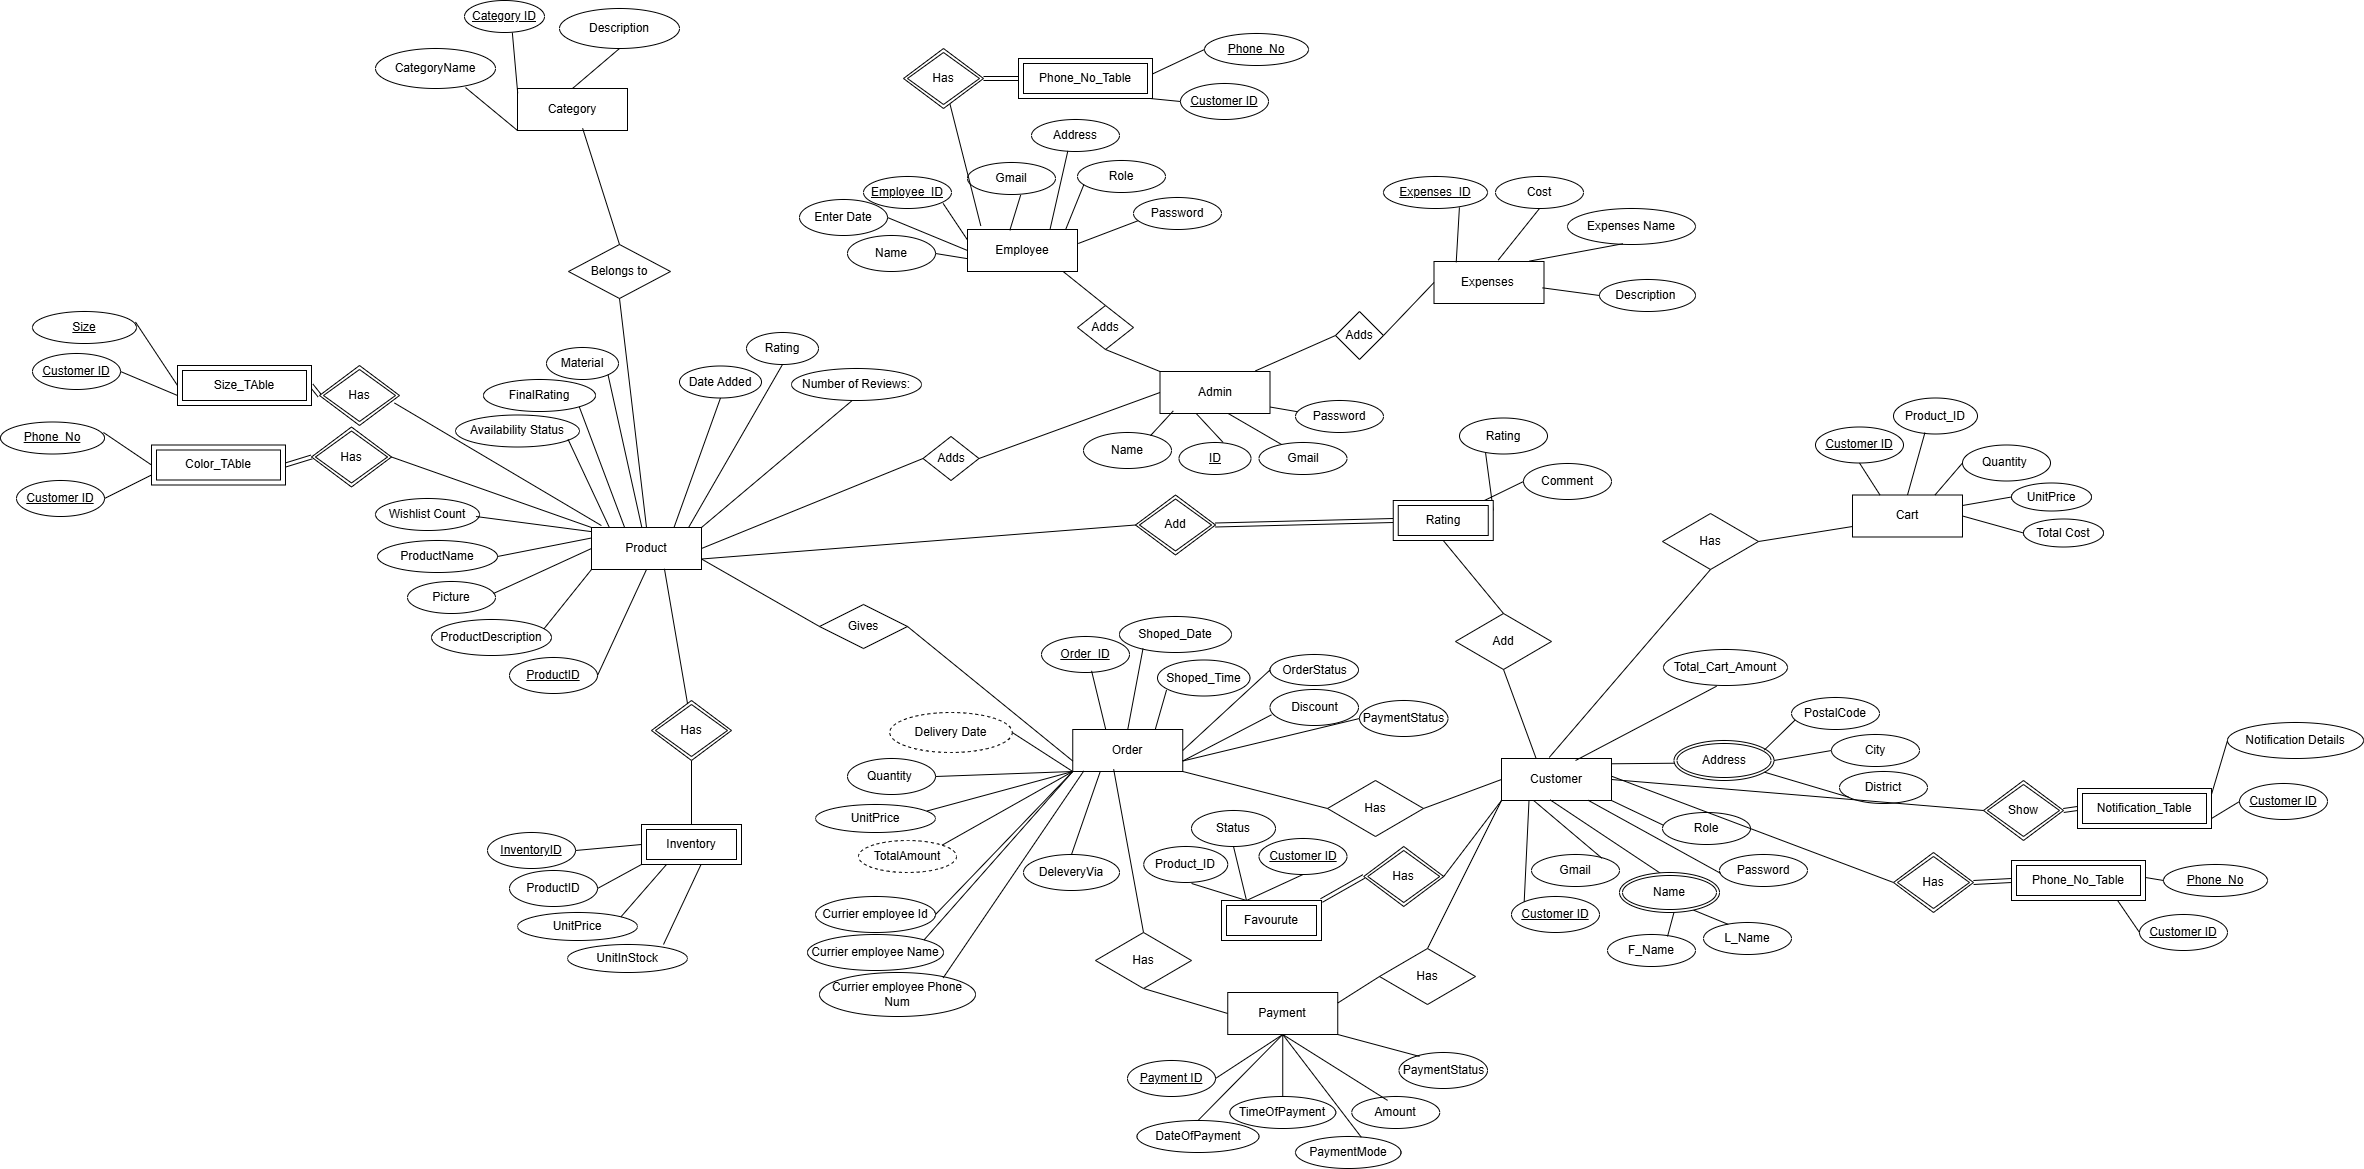 Category ID
Description
CategoryName
Category
Belongs to
Has
Phone_No_Table
Phone_No
Customer ID
Address
Gmail
Role
Employee_ID
Enter Date
Password
Name
Employee
Expenses_ID
Cost
Expenses Name
Expenses
Description
Adds
Adds
Size
Customer ID
Size_TAble
Has
Phone_No
Color_TAble
Has
Customer ID
Material
Rating
FinalRating
Date Added
Number of Reviews:
Availability Status
Wishlist Count
ProductName
Picture
ProductDescription
ProductID
Product
Adds
Admin
Password
Name
ID
Gmail
Rating
Comment
Add
Rating
Customer ID
Product_ID
Quantity
UnitPrice
Total Cost
Cart
Has
Gives
Add
Order_ID
Shoped_Date
Shoped_Time
OrderStatus
Discount
PaymentStatus
Delivery Date
Order
Quantity
UnitPrice
TotalAmount
DeleveryVia
Currier employee Id
Currier employee Name
Currier employee Phone
Num
Has
Inventory
InventoryID
ProductID
UnitPrice
UnitInStock
Has
Total_Cart_Amount
PostalCode
Address
City
District
Customer
Role
Gmail
Password
Name
Customer ID
F_Name
L_Name
Show
Notification_Table
Notification Details
Customer ID
Has
Phone_No_Table
Phone_No
Customer ID
Status
Product_ID
Customer ID
Has
Favourute
Has
Has
Payment
Payment ID
PaymentStatus
TimeOfPayment
Amount
DateOfPayment
PaymentMode